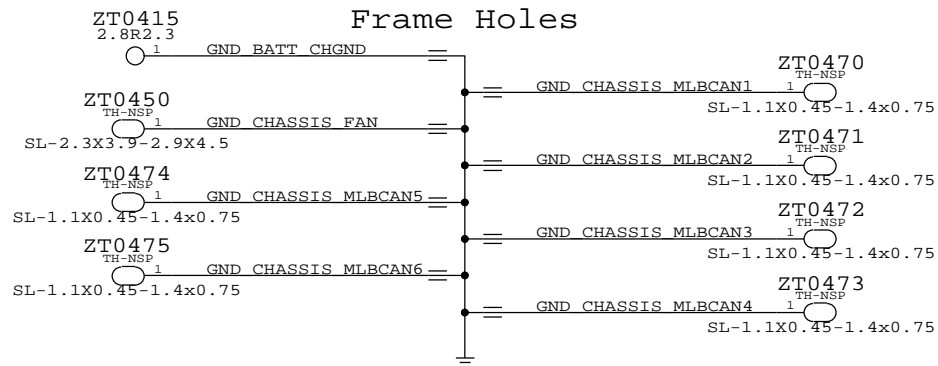 Frame Holes
ZT0415
2.8R2.3
1 GND_BATT_CHGND
ZT0450
TH-NSP
1 GND_CHASSIS_FAN
SL-2.3X3.9-2.9X4.5
ZT0474
TH-NSP
1 GND_CHASSIS_MLBCAN5
SL-1.1X0.45-1.4x0.75
ZT0475
TH-NSP
1 GND_CHASSIS_MLBCAN6
SL-1.1X0.45-1.4x0.75
ZT0470
TH-NSP
GND_CHASSIS_MLBCAN1 1
SL-1.1X0.45-1.4x0.75
ZT0471
TH-NSP
GND_CHASSIS_MLBCAN2 1
SL-1.1X0.45-1.4x0.75
ZT0472
TH-NSP
GND_CHASSIS_MLBCAN3 1
SL-1.1X0.45-1.4x0.75
ZT0473
TH-NSP
GND_CHASSIS_MLBCAN4 1
SL-1.1X0.45-1.4x0.75